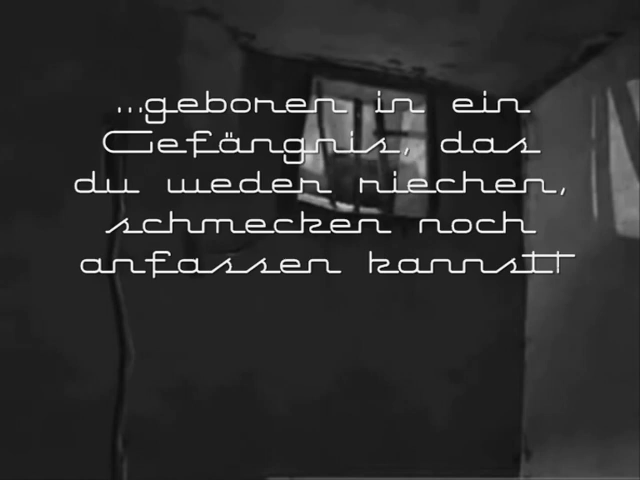 ...geboren in ein
Gefängnis, das
du weder riechen,
schmecken noch
anfassen kannst!